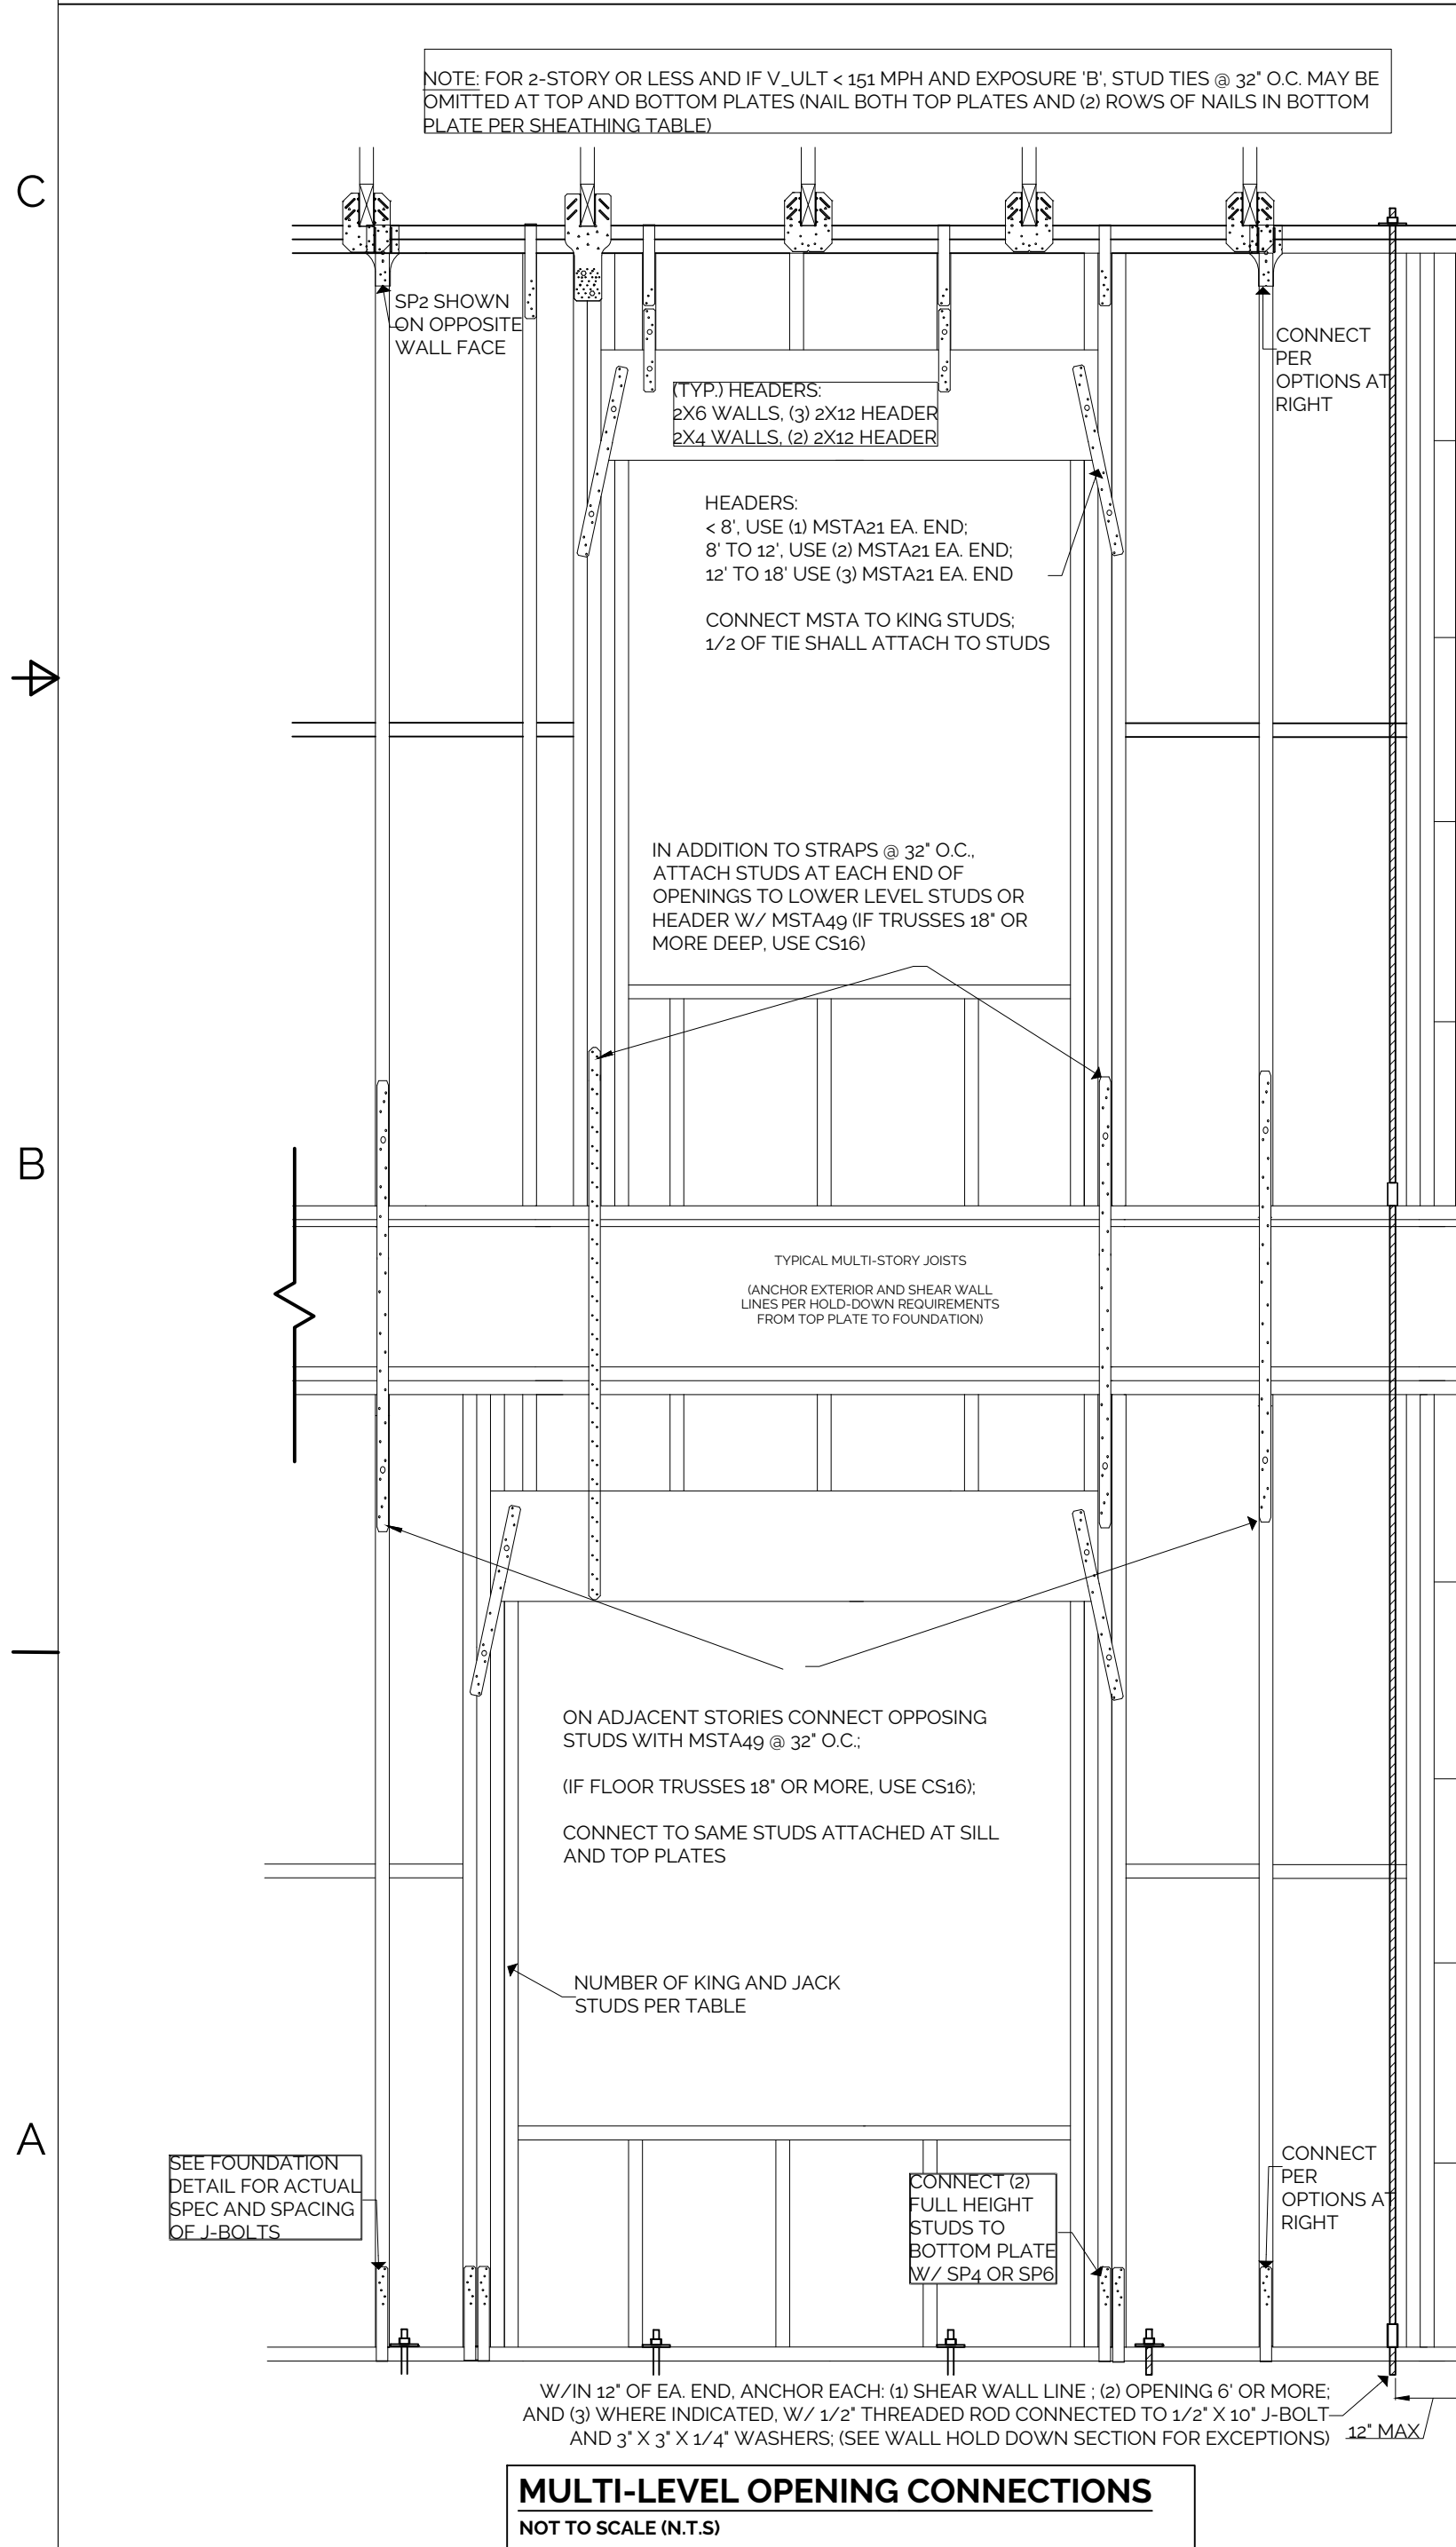 NOTE: FOR 2-STORY OR LESS AND IF V_ULT < 151 MPH AND EXPOSURE 'B', STUD TIES @ 32" O.C. MAY BE
OMITTED AT TOP AND BOTTOM PLATES (NAIL BOTH TOP PLATES AND (2) ROWS OF NAILS IN BOTTOM
PLATE PER SHEATHING TABLE)
C
SP2 SHOWN
ON OPPOSITE
WALL FACE
CONNECT
PER
OPTIONS AT
RIGHT
(TYP.) HEADERS:
2X6 WALLS, (3) 2X12 HEADER
2X4 WALLS, (2) 2X12 HEADER
HEADERS:
< 8', USE (1) MSTA21 EA. END;
8' TO 12', USE (2) MSTA21 EA. END;
12' TO 18' USE (3) MSTA21 EA. END
CONNECT MSTA TO KING STUDS;
1/2 OF TIE SHALL ATTACH TO STUDS
IN ADDITION TO STRAPS @ 32" O.C.,
ATTACH STUDS AT EACH END OF
OPENINGS TO LOWER LEVEL STUDS OR
HEADER W/ MSTA49 (IF TRUSSES 18" OR
MORE DEEP, USE CS16)
B
TYPICAL MULTI-STORY JOISTS
(ANCHOR EXTERIOR AND SHEAR WALL
LINES PER HOLD-DOWN REQUIREMENTS
FROM TOP PLATE TO FOUNDATION)
ON ADJACENT STORIES CONNECT OPPOSING
STUDS WITH MSTA49 @ 32" O.C.;
(IF FLOOR TRUSSES 18" OR MORE, USE CS16);
CONNECT TO SAME STUDS ATTACHED AT SILL
AND TOP PLATES
NUMBER OF KING AND JACK
STUDS PER TABLE
A
SEE FOUNDATION
DETAIL FOR ACTUAL
SPEC AND SPACING
OF J-BOLTS
CONNECT (2)
FULL HEIGHT
STUDS TO
BOTTOM PLATE
W/ SP4 OR SP6
CONNECT
PER
OPTIONS AT
RIGHT
W/IN 12" OF EA. END, ANCHOR EACH: (1) SHEAR WALL LINE ; (2) OPENING 6' OR MORE;
AND (3) WHERE INDICATED, W/ 1/2" THREADED ROD CONNECTED TO 1/2" X 10" J-BOLT
AND 3" X 3" X 1/4" WASHERS; (SEE WALL HOLD DOWN SECTION FOR EXCEPTIONS)
12" MAX
MULTI-LEVEL OPENING CONNECTIONS
NOT TO SCALE (N.T.S)